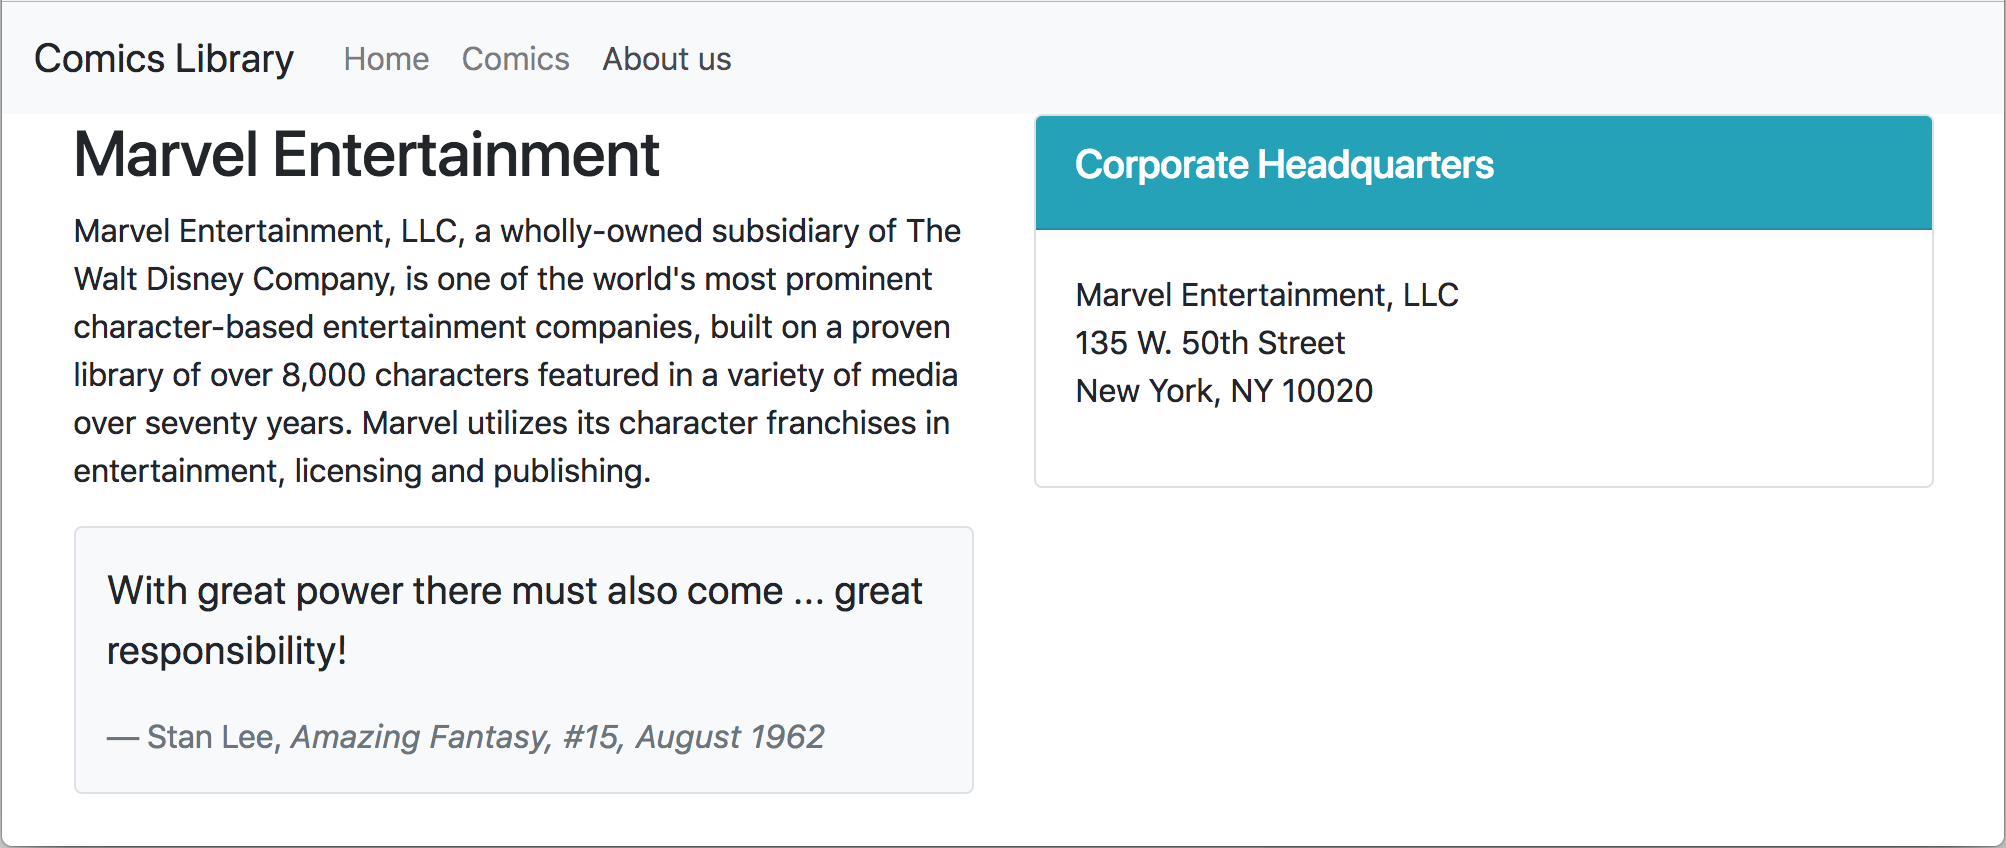 Comics Library Home Comics About us
Marvel Entertainment
Marvel Entertainment, LLC, a wholly-owned subsidiary of The
Walt Disney Company, is one of the world's most prominent
character-based entertainment companies, built on a proven
library of over 8,000 characters featured in a variety of media
over seventy years. Marvel utilizes its character franchises in
entertainment, licensing and publishing.
With great power there must also come ... great
responsibility!
— Stan Lee, Amazing Fantasy, #15, August 1962
Corporate Headquarters
Marvel Entertainment, LLC
135 W. 50th Street
New York, NY 10020